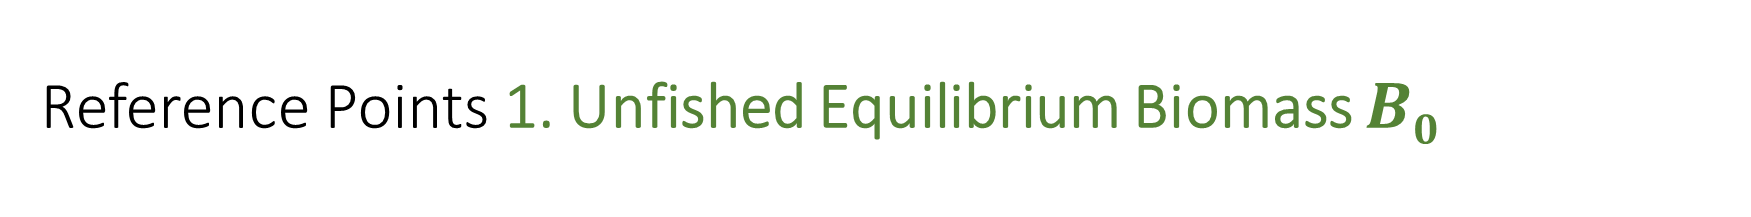 Reference Points 1. Unfished Equilibrium Biomass B₀